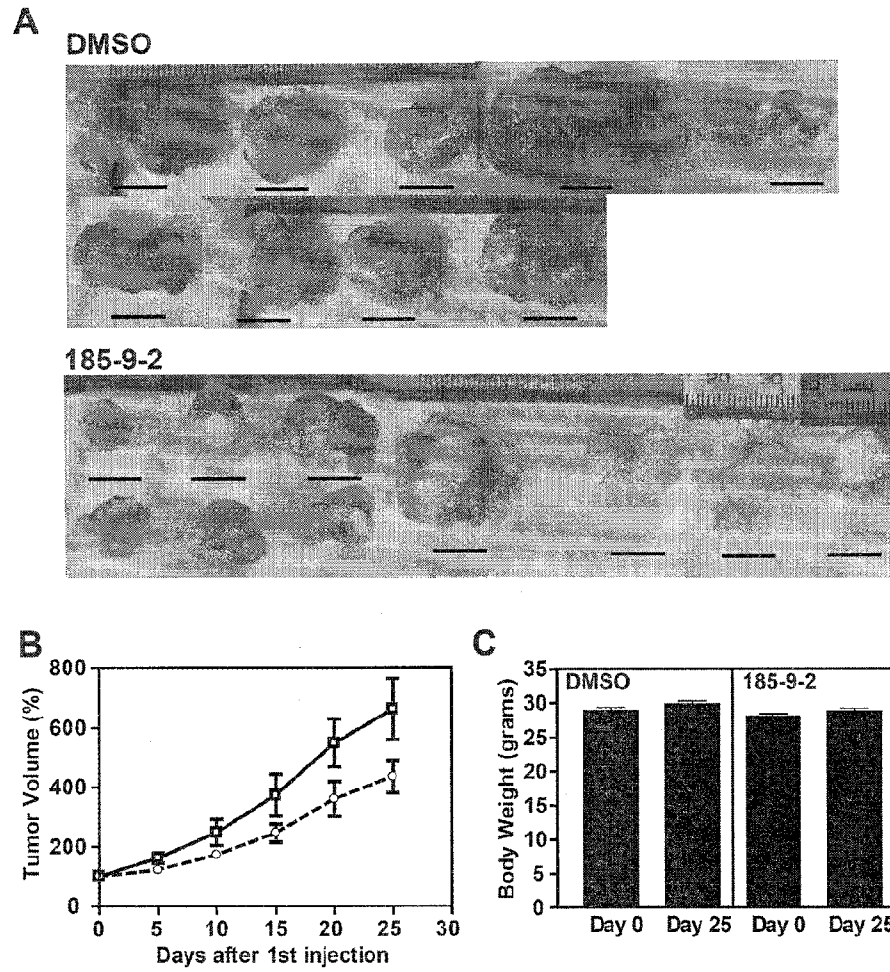 A
DMSO
185-9-2
B
800
600
400
200
0
Tumor Volume (%)
0 5 10 15 20 25 30
Days after 1st injection
C
35
30
25
20
15
10
5
0
Body Weight (grams)
DMSO
185-9-2
Day 0 Day 25 Day 0 Day 25